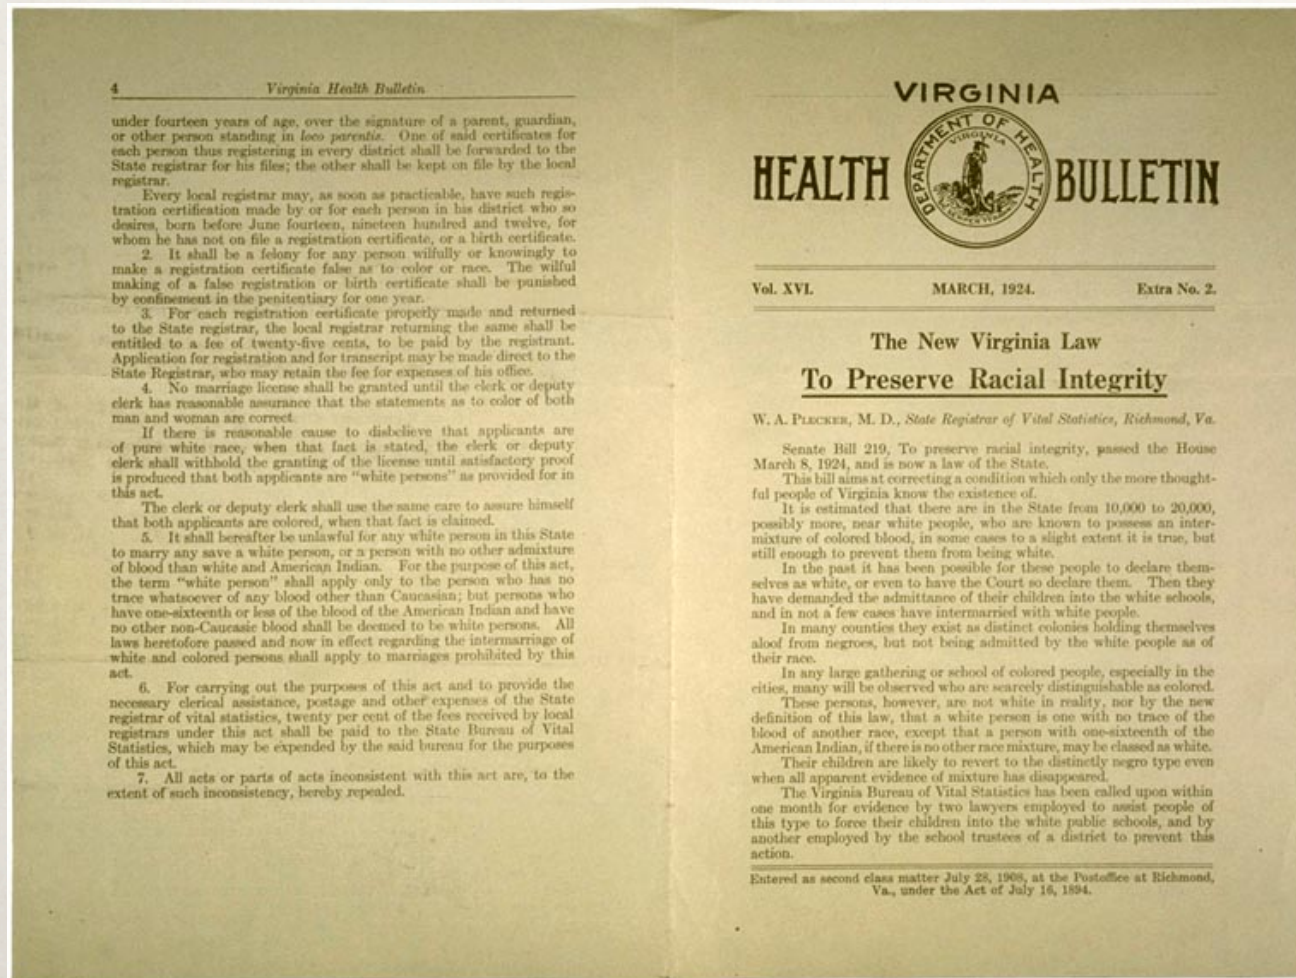 4 Virginia Health Bulletin
under fourteen years of age, over the signature of a parent, guardian,
or other person standing in loco parentis. One of said certificates for
each person thus registering in every district shall be forwarded to the
State registrar for his files; the other shall be kept on file by the local
registrar.
Every local registrar may, as soon as practicable, have such regis-
tration certification made by or for each person in his district who so
desires, born before June fourteen, nineteen hundred and twelve, for
whom he has not on file a registration certificate, or a birth certificate.
2. It shall be a felony for any person wilfully or knowingly to
make a registration certificate false as to color or race. The wilful
making of a false registration or birth certificate shall be punished
by confinement in the penitentiary for one year.
3. For each registration certificate properly made and returned
to the State registrar, the local registrar returning the same shall be
entitled to a fee of twenty-five cents, to be paid by the registrant.
Application for registration and for transcript may be made direct to the
State Registrar, who may retain the fee for expenses of his office.
4. No marriage license shall be granted until the clerk or deputy
clerk has reasonable assurance that the statements as to color of both
man and woman are correct.
If there is reasonable cause to disbelieve that applicants are
of pure white race, when that fact is stated, the clerk or deputy
clerk shall withhold the granting of the license until satisfactory proof
is produced that both applicants are "white persons" as provided for in
this act.
The clerk or deputy clerk shall use the same care to assure himself
that both applicants are colored, when that fact is claimed.
5. It shall hereafter be unlawful for any white person in this State
to marry any save a white person, or a person with no other admixture
of blood than white and American Indian. For the purpose of this act,
the term "white person" shall apply only to the person who has no
trace whatsoever of any blood other than Caucasian; but persons who
have one-sixteenth or less of the blood of the American Indian and have
no other non-Caucasic blood shall be deemed to be white persons. All
laws heretofore passed and now in effect regarding the intermarriage of
white and colored persons shall apply to marriages prohibited by this
act.
6. For carrying out the purposes of this act and to provide the
necessary clerical assistance, postage and other expenses of the State
registrar of vital statistics, twenty per cent of the fees received by local
registrars under this act shall be paid to the State Bureau of Vital
Statistics, which may be expended by the said bureau for the purposes
of this act.
7. All acts or parts of acts inconsistent with this act are, to the
extent of such inconsistency, hereby repealed.
VIRGINIA
HEALTH BULLETIN
DEPARTMENT OF HEALTH
VIRGINIA
Vol. XVI. MARCH, 1924. Extra No. 2.
The New Virginia Law
To Preserve Racial Integrity
W. A. PLECKER, M. D., State Registrar of Vital Statistics, Richmond, Va.
Senate Bill 219, To preserve racial integrity, passed the House
March 8, 1924, and is now a law of the State.
This bill aims at correcting a condition which only the more thought-
ful people of Virginia know the existence of.
It is estimated that there are in the State from 10,000 to 20,000,
possibly more, near white people, who are known to possess an inter-
mixture of colored blood, in some cases to a slight extent it is true, but
still enough to prevent them from being white.
In the past it has been possible for these people to declare them-
selves as white, or even to have the Court so declare them. Then they
have demanded the admittance of their children into the white schools,
and in not a few cases have intermarried with white people.
In many counties they exist as distinct colonies holding themselves
aloof from negroes, but not being admitted by the white people as of
their race.
In any large gathering or school of colored people, especially in the
cities, many will be observed who are scarcely distinguishable as colored.
These persons, however, are not white in reality, nor by the new
definition of this law, that a white person is one with no trace of the
blood of another race, except that a person with one-sixteenth of the
American Indian, if there is no other race mixture, may be classed as white.
Their children are likely to revert to the distinctly negro type even
when all apparent evidence of mixture has disappeared.
The Virginia Bureau of Vital Statistics has been called upon within
one month for evidence by two lawyers employed to assist people of
this type to force their children into the white public schools, and by
another employed by the school trustees of a district to prevent this
action.
Entered as second class matter July 28, 1908, at the Postoffice at Richmond,
Va., under the Act of July 16, 1894.